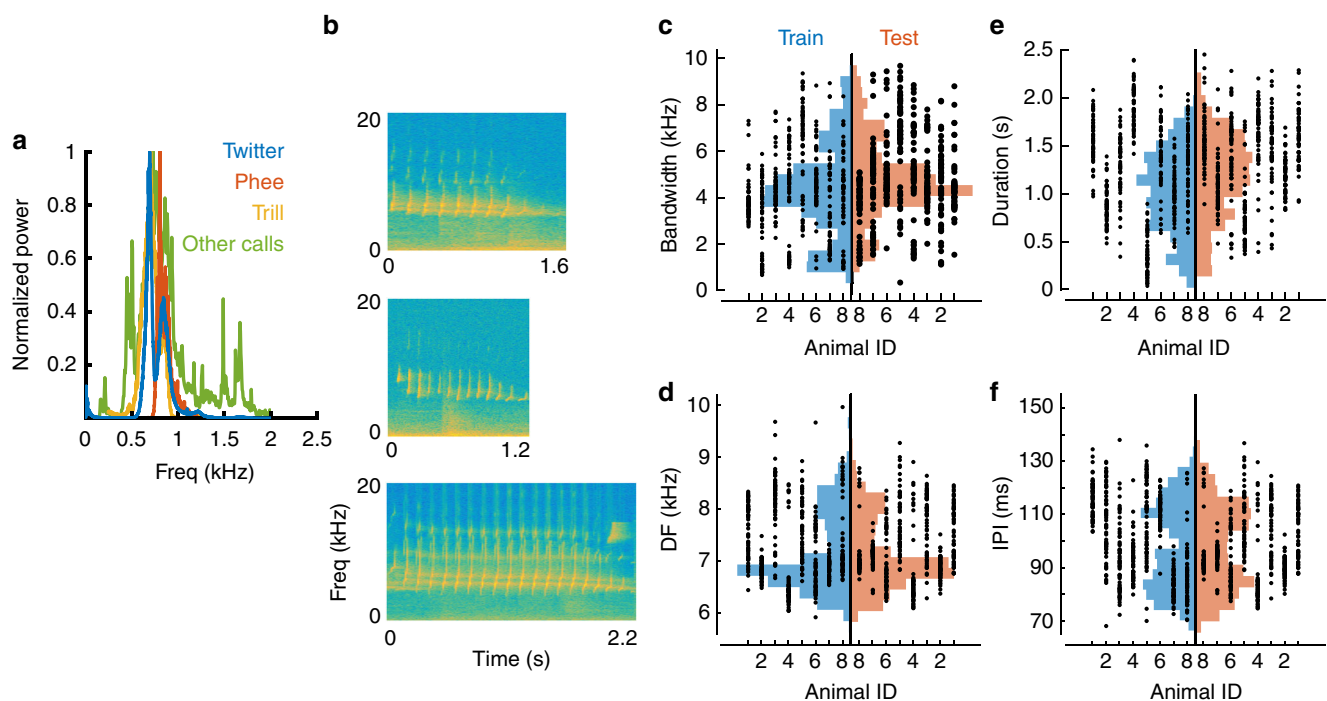 a
1
0.8
0.6
0.4
0.2
Normalized power
Twitter
Phee
Trill
Other calls
0 0.5 1 1.5 2 2.5
Freq (kHz)
b
20
0
0 1.6
20
0
0 1.2
20
0
Freq (kHz)
0 2.2
Time (s)
c
Train Test
10
8
6
4
2
0
Bandwidth (kHz)
2 4 6 8 8 6 4 2
Animal ID
d
10
9
8
7
6
DF (kHz)
2 4 6 8 8 6 4 2
Animal ID
e
2.5
2.0
1.5
1.0
0.5
0
Duration (s)
2 4 6 8 8 6 4 2
Animal ID
f
150
130
110
90
70
IPI (ms)
2 4 6 8 8 6 4 2
Animal ID